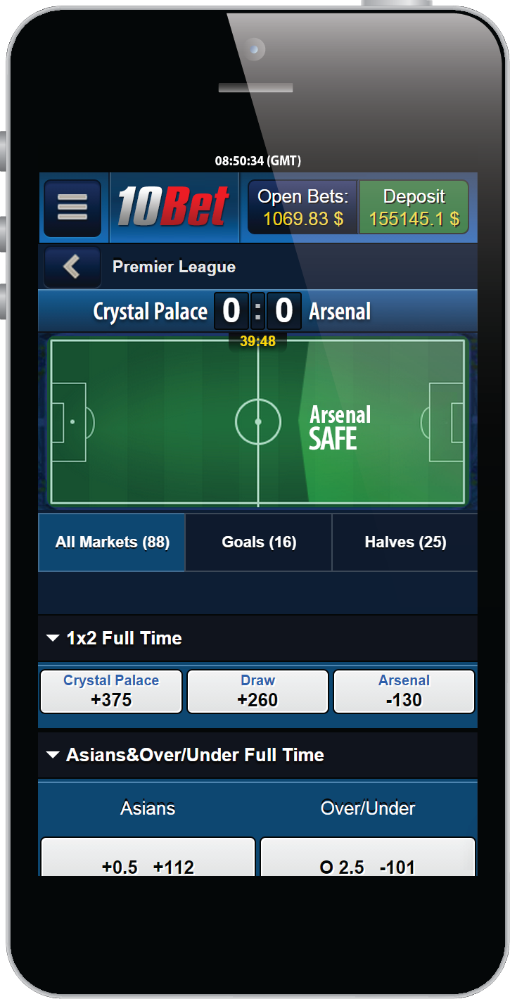 08:50:34 (GMT)
10Bet
Open Bets: Deposit
1069.83 $ 155145.1 $
Premier League
Crystal Palace 0 : 0 Arsenal
39:48
Arsenal
SAFE
All Markets (88) Goals (16) Halves (25)
1x2 Full Time
Crystal Palace Draw Arsenal
+375 +260 -130
Asians&Over/Under Full Time
Asians Over/Under
+0.5 +112 O 2.5 -101